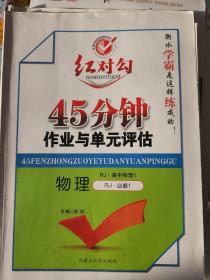 红对勾
HONGDUIGOU
衡水学霸是这样练成的！
45分钟
作业与单元评估
45FENZHONGZUOYEYUDANYUANPINGGU
物理
RJ·高中物理1
RJ·必修1
内蒙古大学出版社